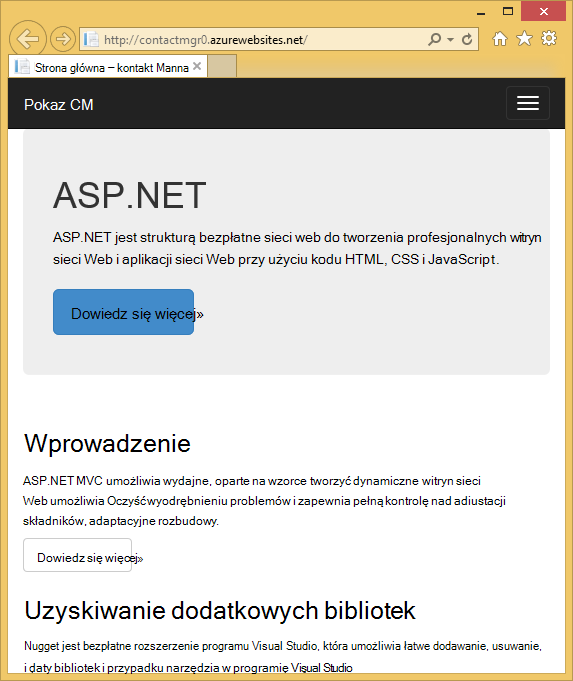 http://contactmgr0.azurewebsites.net/
Strona główna – kontakt Manna
Pokaz CM
ASP.NET
ASP.NET jest strukturą bezpłatne sieci web do tworzenia profesjonalnych witryn
sieci Web i aplikacji sieci Web przy użyciu kodu HTML, CSS i JavaScript.
Dowiedz się więcej»
Wprowadzenie
ASP.NET MVC umożliwia wydajne, oparte na wzorce tworzyć dynamiczne witryn sieci
Web umożliwia Oczyśćwyodrębnieniu problemów i zapewnia pełną kontrolę nad adiustacji
składników, adaptacyjne rozbudowy.
Dowiedz się więcej»
Uzyskiwanie dodatkowych bibliotek
Nugget jest bezpłatne rozszerzenie programu Visual Studio, która umożliwia łatwe dodawanie, usuwanie,
i daty bibliotek i przypadku narzędzia w programie Visual Studio